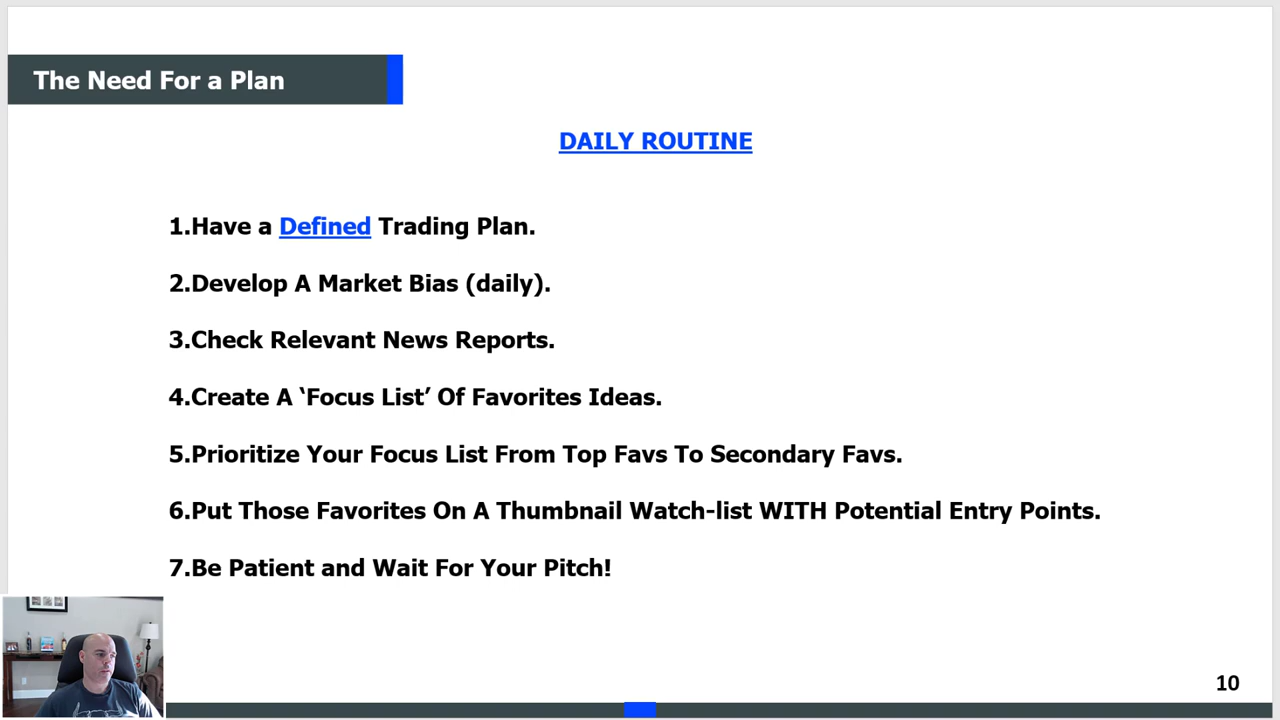 The Need For a Plan
DAILY ROUTINE
1.Have a Defined Trading Plan.
2.Develop A Market Bias (daily).
3.Check Relevant News Reports.
4.Create A ‘Focus List’ Of Favorites Ideas.
5.Prioritize Your Focus List From Top Favs To Secondary Favs.
6.Put Those Favorites On A Thumbnail Watch-list WITH Potential Entry Points.
7.Be Patient and Wait For Your Pitch!
10